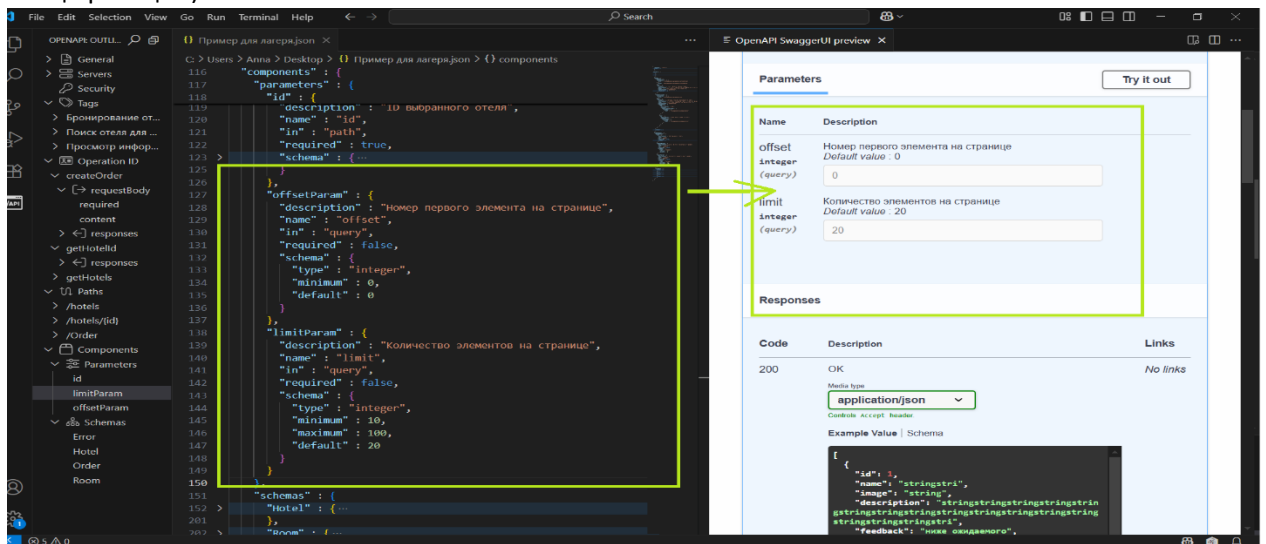 File Edit Selection View Go Run Terminal Help
Search
OPENAPI: OUTLI...
General
Servers
Security
Tags
Бронирование от...
Поиск отеля для ...
Просмотр инфор...
Operation ID
createOrder
requestBody
required
content
responses
getHotelId
responses
getHotels
Paths
/hotels
/hotels/{id}
/Order
Components
Parameters
id
limitParam
offsetParam
Schemas
Error
Hotel
Order
Room
{} Пример для лагеря.json
C: > Users > Anna > Desktop > {} Пример для лагеря.json > {} components
116 "components" : {
117 "parameters" : {
118 "id" : {
119 "description" : "ID выбранного отеля",
120 "name" : "id",
121 "in" : "path",
122 "required" : true,
123 "schema" : {...
125 }
126 },
127 "offsetParam" : {
128 "description" : "Номер первого элемента на странице",
129 "name" : "offset",
130 "in" : "query",
131 "required" : false,
132 "schema" : {
133 "type" : "integer",
134 "minimum" : 0,
135 "default" : 0
136 }
137 },
138 "limitParam" : {
139 "description" : "Количество элементов на странице",
140 "name" : "limit",
141 "in" : "query",
142 "required" : false,
143 "schema" : {
144 "type" : "integer",
145 "minimum" : 10,
146 "maximum" : 100,
147 "default" : 20
148 }
149 }
150 },
151 "schemas" : {
152 "Hotel" : {...
201 },
202 "Room" : {...
5 0
OpenAPI SwaggerUI preview
Parameters
Try it out
Name Description
offset Номер первого элемента на странице
integer Default value : 0
(query) 0
limit Количество элементов на странице
integer Default value : 20
(query) 20
Responses
Code Description Links
200 OK No links
Media type
application/json
Controls Accept header
Example Value | Schema
[
{
"id": 1,
"name": "stringstri",
"image": "string",
"description": "stringstringstringstringstringstrin
gstringstringstringstringstringstringstringstringstring
stringstringstringstri",
"feedback": "ниже ожидаемого",